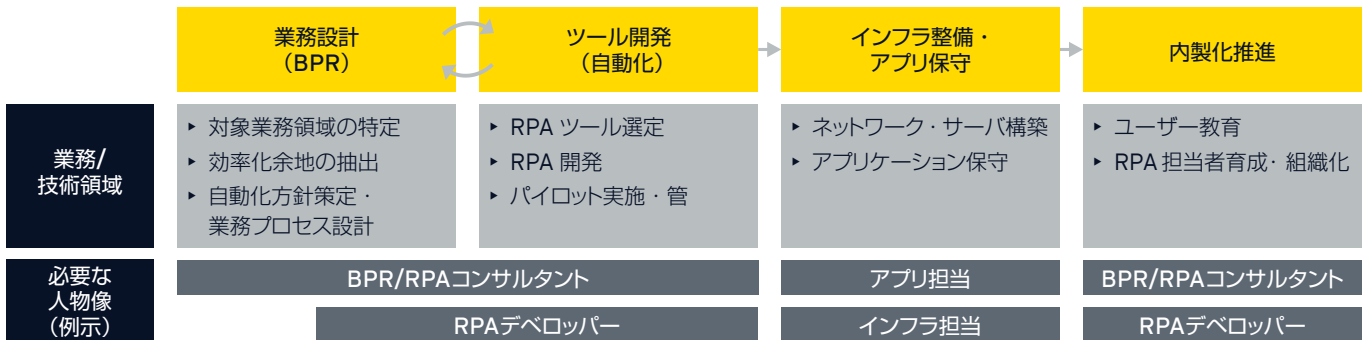 業務設計
（BPR）
ツール開発
（自動化）
インフラ整備・
アプリ保守
内製化推進
業務/
技術領域
▸ 対象業務領域の特定
▸ 効率化余地の抽出
▸ 自動化方針策定・
業務プロセス設計
▸ RPA ツール選定
▸ RPA 開発
▸ パイロット実施・管
▸ ネットワーク・サーバ構築
▸ アプリケーション保守
▸ ユーザー教育
▸ RPA 担当者育成・組織化
必要な
人物像
（例示）
BPR/RPAコンサルタント
アプリ担当
BPR/RPAコンサルタント
RPAデベロッパー
インフラ担当
RPAデベロッパー